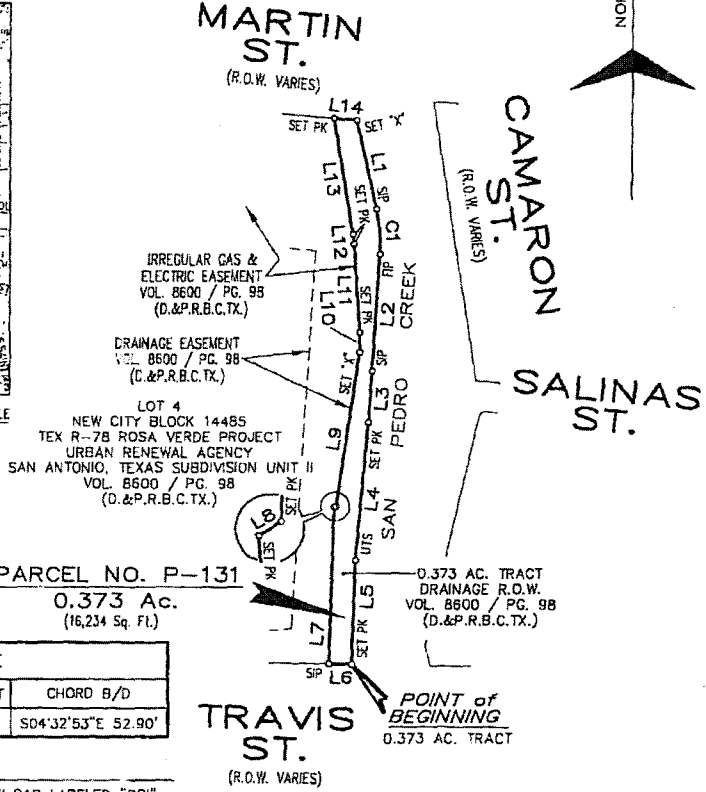 MARTIN
ST.
(R.O.W. VARIES)
L14
SET PK
SET "X"
L1
L13
SET PK
SIP
C1
L12
FIP
CAMARON
ST.
(R.O.W. VARIES)
IRREGULAR GAS &
ELECTRIC EASEMENT
VOL. 8600 / PG. 98
(D.&P.R.B.C.TX.)
L11
L10
SET PK
L2
CREEK
DRAINAGE EASEMENT
VOL. 8600 / PG. 98
(D.&P.R.B.C.TX.)
SET "X"
SIP
L3
PEDRO
SALINAS
ST.
LOT 4
NEW CITY BLOCK 14485
TEX R-78 ROSA VERDE PROJECT
URBAN RENEWAL AGENCY
SAN ANTONIO, TEXAS SUBDIVISION UNIT II
VOL. 8600 / PG. 98
(D.&P.R.B.C.TX.)
L9
SET PK
L4
SAN
SET PK
L8
SET PK
UTS
PARCEL NO. P-131
0.373 Ac.
(16,234 Sq. Ft.)
0.373 AC. TRACT
DRAINAGE R.O.W.
VOL. 8600 / PG. 98
(D.&P.R.B.C.TX.)
L5
L7
SET PK
SIP
L6
CHORD B/D
S04°32'53"E 52.90'
POINT of
BEGINNING
0.373 AC. TRACT
TRAVIS
ST.
(R.O.W. VARIES)